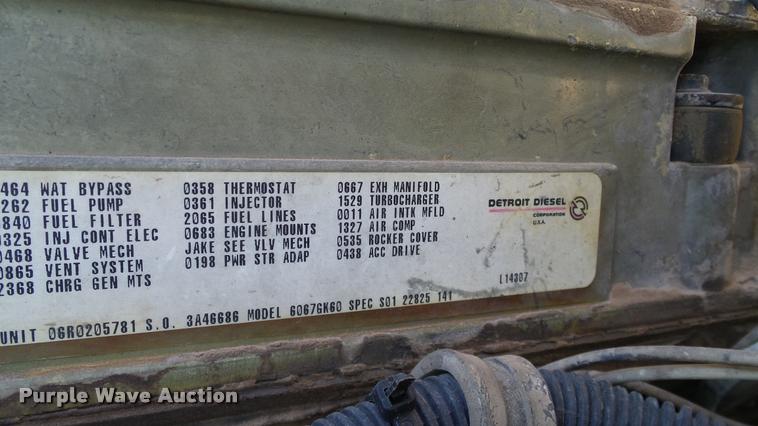 464 WAT BYPASS 0358 THERMOSTAT 0667 EXH MANIFOLD
262 FUEL PUMP 0361 INJECTOR 1529 TURBOCHARGER
840 FUEL FILTER 2065 FUEL LINES 0011 AIR INTK MFLD
0325 INJ CONT ELEC 0683 ENGINE MOUNTS 1327 AIR COMP
0468 VALVE MECH JAKE SEE VLV MECH 0535 ROCKER COVER
0865 VENT SYSTEM 0198 PWR STR ADAP 0438 ACC DRIVE
2368 CHRG GEN MTS
DETROIT DIESEL
CORPORATION
U.S.A.
L14307
UNIT 06R0205781 S.O. 3A46686 MODEL 6067GK60 SPEC S01 22825 141
Purple Wave Auction